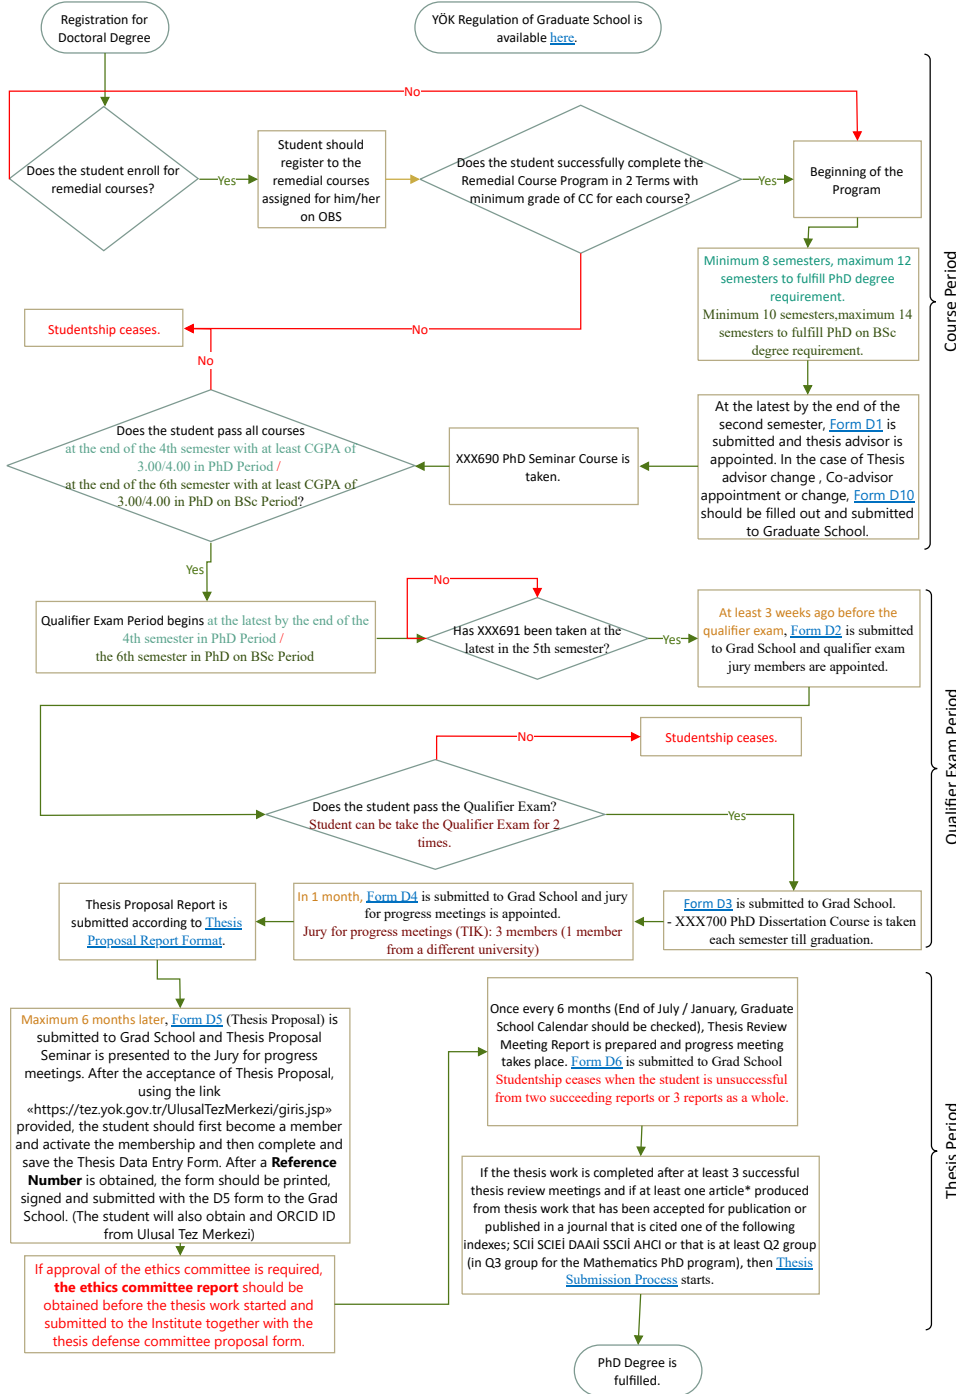 Registration for
Doctoral Degree
YÖK Regulation of Graduate School is
available here.
No
Does the student enroll for
remedial courses?
Yes
Student should
register to the
remedial courses
assigned for him/her
on OBS
Does the student successfully complete the
Remedial Course Program in 2 Terms with
minimum grade of CC for each course?
Yes
Beginning of the
Program
Minimum 8 semesters, maximum 12
semesters to fulfill PhD degree
requirement.
Minimum 10 semesters,maximum 14
semesters to fulfill PhD on BSc
degree requirement.
Course Period
Studentship ceases.
No
No
Does the student pass all courses
at the end of the 4th semester with at least CGPA of
3.00/4.00 in PhD Period /
at the end of the 6th semester with at least CGPA of
3.00/4.00 in PhD on BSc Period?
XXX690 PhD Seminar Course is
taken.
At the latest by the end of the
second semester, Form D1 is
submitted and thesis advisor is
appointed. In the case of Thesis
advisor change , Co-advisor
appointment or change, Form D10
should be filled out and submitted
to Graduate School.
Yes
Qualifier Exam Period begins at the latest by the end of the
4th semester in PhD Period /
the 6th semester in PhD on BSc Period
No
Has XXX691 been taken at the
latest in the 5th semester?
Yes
At least 3 weeks ago before the
qualifier exam, Form D2 is submitted
to Grad School and qualifier exam
jury members are appointed.
Qualifier Exam Period
No
Studentship ceases.
Does the student pass the Qualifier Exam?
Student can be take the Qualifier Exam for 2
times.
Yes
Form D3 is submitted to Grad School.
- XXX700 PhD Dissertation Course is taken
each semester till graduation.
In 1 month, Form D4 is submitted to Grad School and jury
for progress meetings is appointed.
Jury for progress meetings (TIK): 3 members (1 member
from a different university)
Thesis Proposal Report is
submitted according to Thesis
Proposal Report Format.
Maximum 6 months later, Form D5 (Thesis Proposal) is
submitted to Grad School and Thesis Proposal
Seminar is presented to the Jury for progress
meetings. After the acceptance of Thesis Proposal,
using the link
«https://tez.yok.gov.tr/UlusalTezMerkezi/giris.jsp»
provided, the student should first become a member
and activate the membership and then complete and
save the Thesis Data Entry Form. After a Reference
Number is obtained, the form should be printed,
signed and submitted with the D5 form to the Grad
School. (The student will also obtain and ORCID ID
from Ulusal Tez Merkezi)
If approval of the ethics committee is required,
the ethics committee report should be
obtained before the thesis work started and
submitted to the Institute together with the
thesis defense committee proposal form.
Once every 6 months (End of July / January, Graduate
School Calendar should be checked), Thesis Review
Meeting Report is prepared and progress meeting
takes place. Form D6 is submitted to Grad School
Studentship ceases when the student is unsuccessful
from two succeeding reports or 3 reports as a whole.
Thesis Period
If the thesis work is completed after at least 3 successful
thesis review meetings and if at least one article* produced
from thesis work that has been accepted for publication or
published in a journal that is cited one of the following
indexes; SCIİ SCIEİ DAAIİ SSCIİ AHCI or that is at least Q2 group
(in Q3 group for the Mathematics PhD program), then Thesis
Submission Process starts.
PhD Degree is
fulfilled.